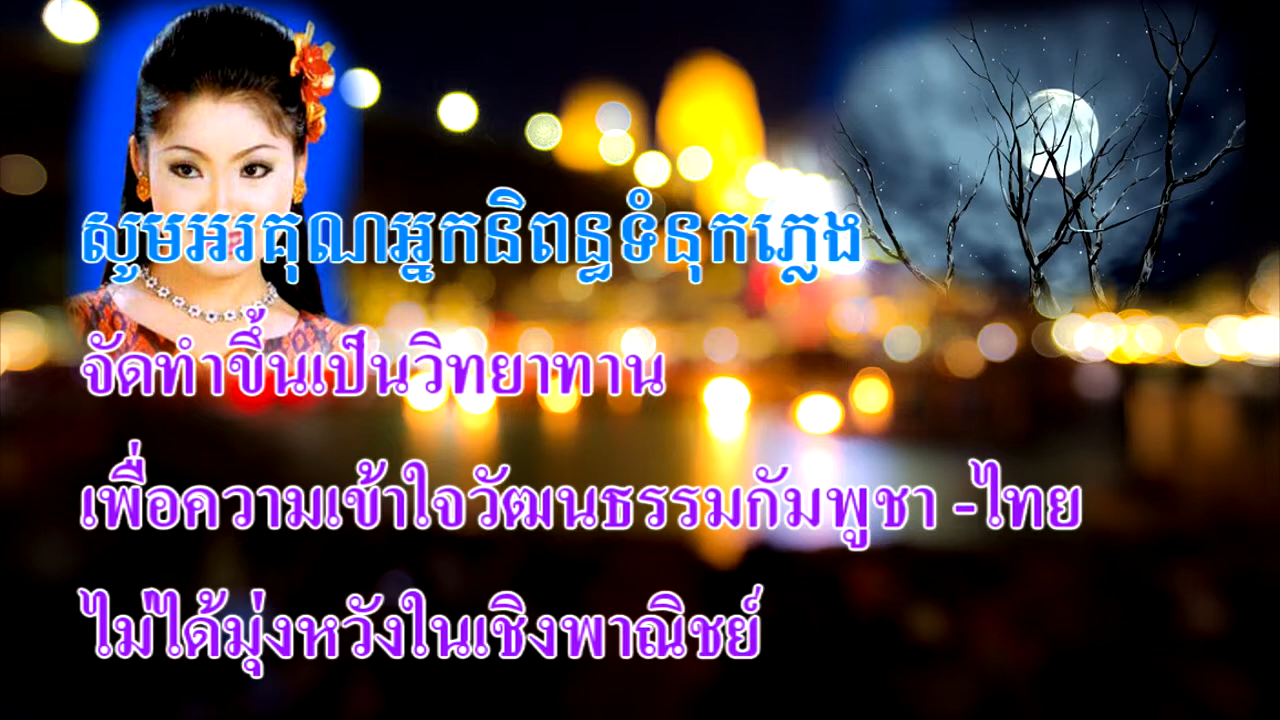 សូមអរគុណអ្នកនិពន្ធទំនុកភ្លេង
จัดทำขึ้นเป็นวิทยาทาน
เพื่อความเข้าใจวัฒนธรรมกัมพูชา -ไทย
ไม่ได้มุ่งหวังในเชิงพาณิชย์